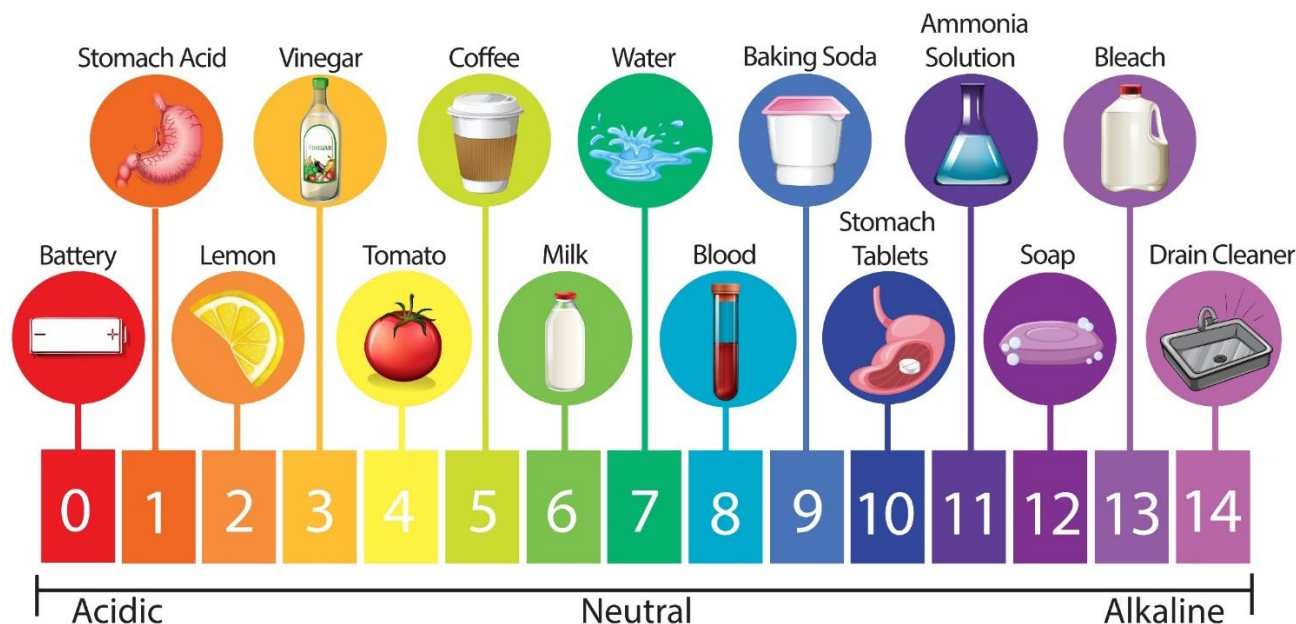 Stomach Acid
Vinegar
Coffee
Water
Baking Soda
Ammonia
Solution
Bleach
VINEGAR
Battery
Lemon
Tomato
Milk
Blood
Stomach
Tablets
Soap
Drain Cleaner
- +
0 1 2 3 4 5 6 7 8 9 10 11 12 13 14
Acidic Neutral Alkaline